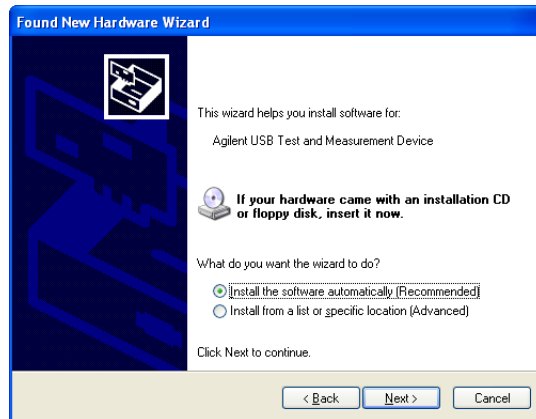 Found New Hardware Wizard
This wizard helps you install software for:
Agilent USB Test and Measurement Device
If your hardware came with an installation CD
or floppy disk, insert it now.
What do you want the wizard to do?
Install the software automatically (Recommended)
Install from a list or specific location (Advanced)
Click Next to continue.
< Back Next > Cancel